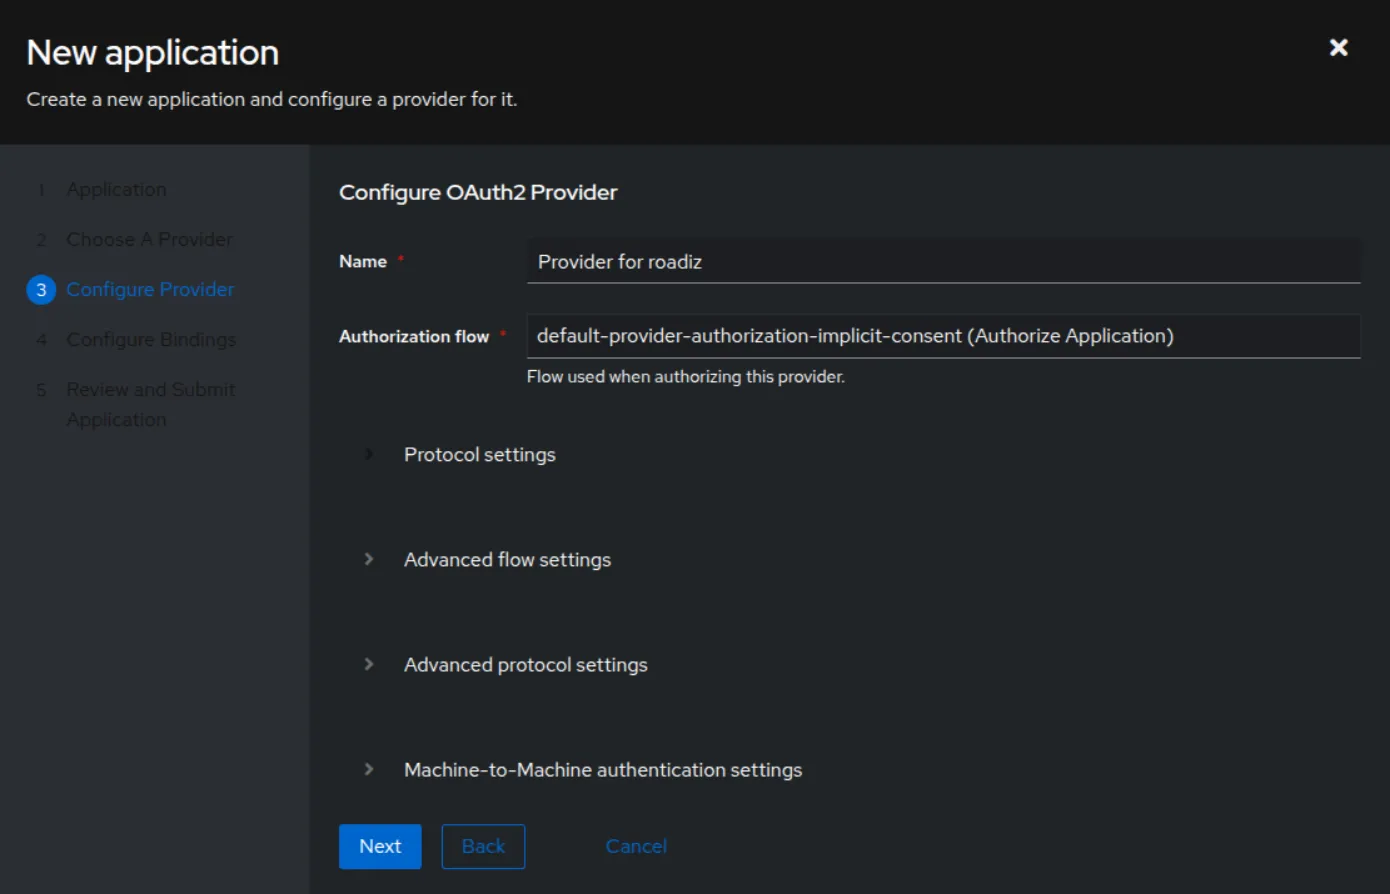 New application
Create a new application and configure a provider for it.
1 Application
2 Choose A Provider
3 Configure Provider
4 Configure Bindings
5 Review and Submit
Application
Configure OAuth2 Provider
Name *
Provider for roadiz
Authorization flow *
default-provider-authorization-implicit-consent (Authorize Application)
Flow used when authorizing this provider.
Protocol settings
Advanced flow settings
Advanced protocol settings
Machine-to-Machine authentication settings
Next Back Cancel